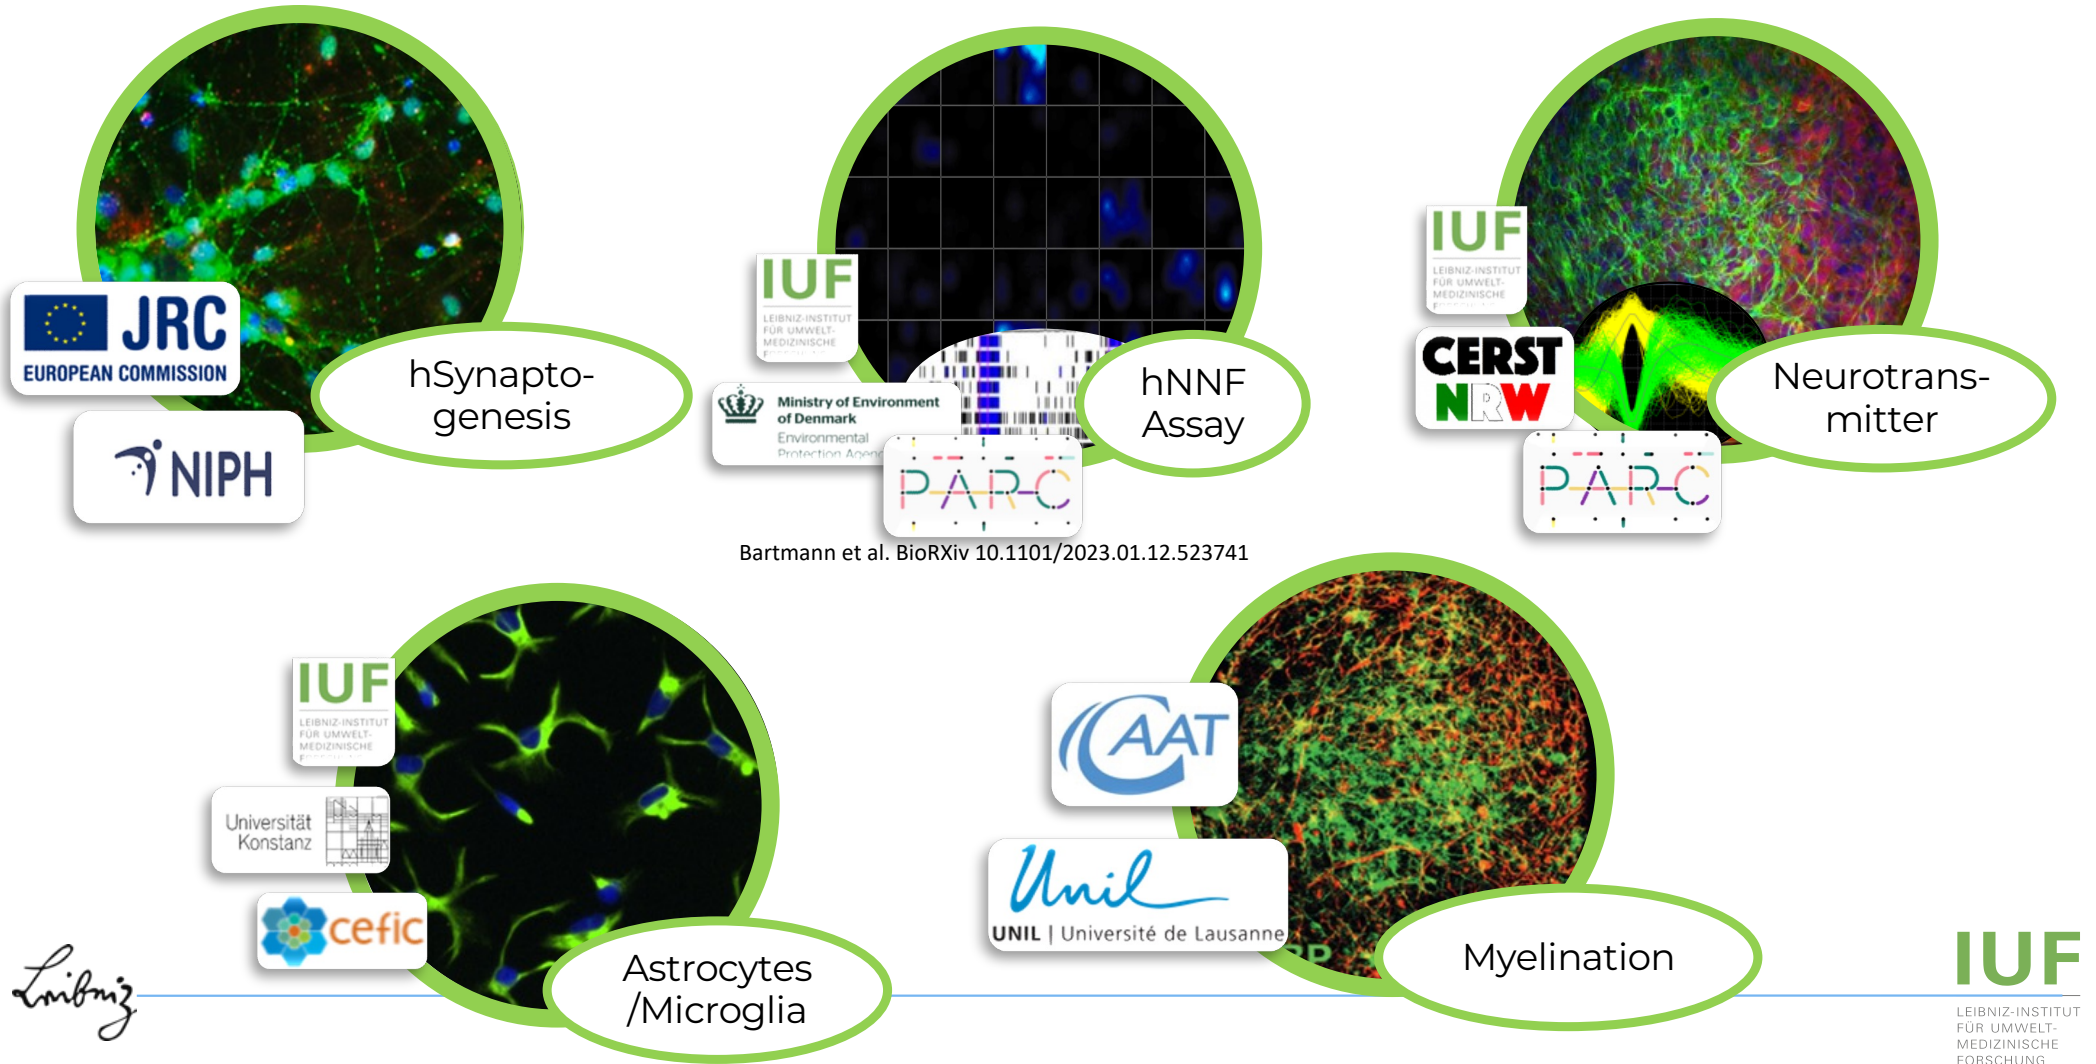 JRC
EUROPEAN COMMISSION
NIPH
hSynapto-
genesis
IUF
LEIBNIZ-INSTITUT
FÜR UMWELT-
MEDIZINISCHE
Ministry of Environment
of Denmark
Environmental
Protection Agency
PARC
hNNF
Assay
IUF
LEIBNIZ-INSTITUT
FÜR UMWELT-
MEDIZINISCHE
CERST
NRW
PARC
Neurotrans-
mitter
Bartmann et al. BioRXiv 10.1101/2023.01.12.523741
IUF
LEIBNIZ-INSTITUT
FÜR UMWELT-
MEDIZINISCHE
Universität
Konstanz
cefic
Astrocytes
/Microglia
CAAT
Unil
UNIL | Université de Lausanne
Myelination
Leibniz
IUF
LEIBNIZ-INSTITUT
FÜR UMWELT-
MEDIZINISCHE
FORSCHUNG